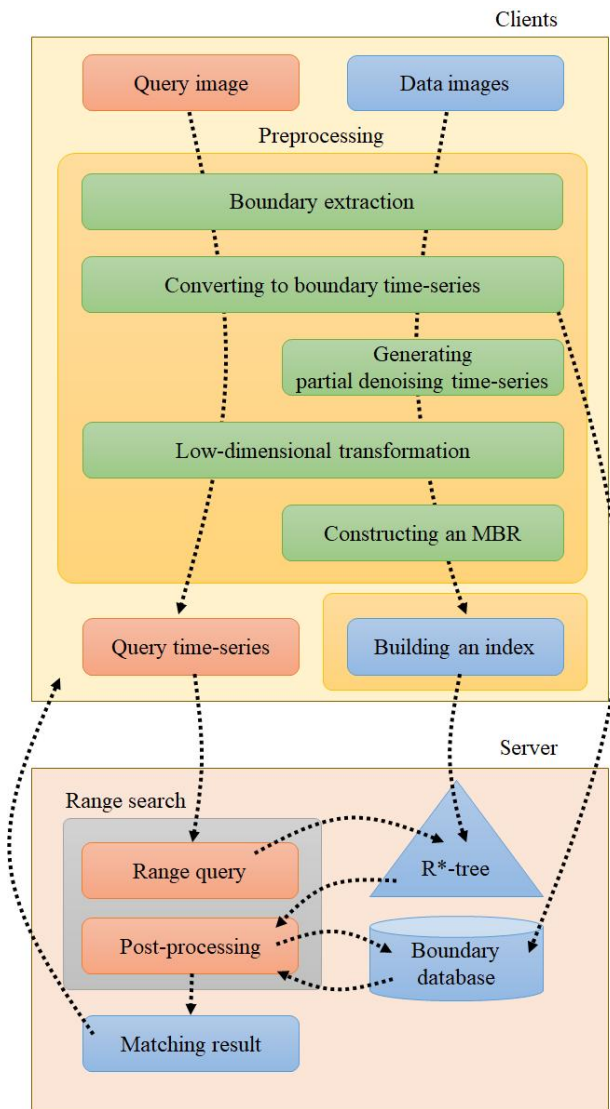 Clients
Query image
Data images
Preprocessing
Boundary extraction
Converting to boundary time-series
Generating
partial denoising time-series
Low-dimensional transformation
Constructing an MBR
Query time-series
Building an index
Server
Range search
Range query
R*-tree
Post-processing
Boundary
database
Matching result